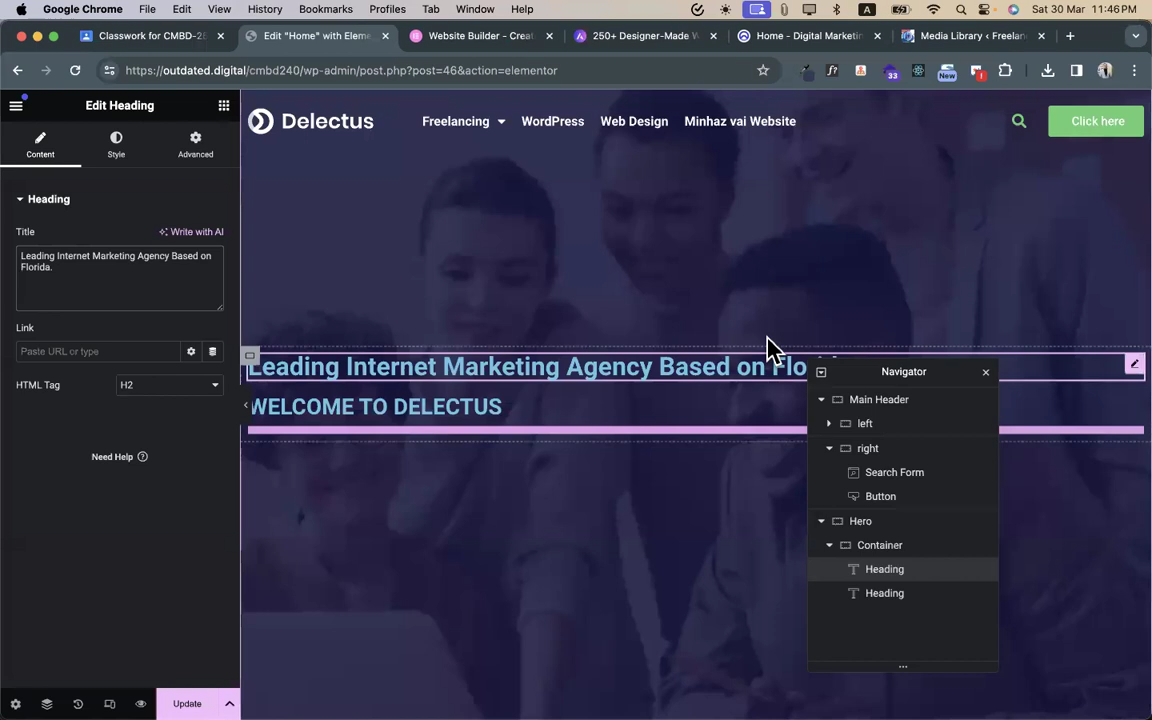 Google Chrome File Edit View History Bookmarks Profiles Tab Window Help A Sat 30 Mar 11:46 PM
Classwork for CMBD-2
Edit "Home" with Eleme
Website Builder - Creat
250+ Designer-Made W
Home - Digital Marketin
Media Library ‹ Freelan
https://outdated.digital/cmbd240/wp-admin/post.php?post=46&action=elementor
f?
33
New
Edit Heading
Content
Style
Advanced
Heading
Title
Write with AI
Leading Internet Marketing Agency Based on
Florida.
Link
Paste URL or type
HTML Tag
H2
Need Help
Update
Delectus
Freelancing
WordPress
Web Design
Minhaz vai Website
Click here
Leading Internet Marketing Agency Based on Flo
WELCOME TO DELECTUS
Navigator
Main Header
left
right
Search Form
Button
Hero
Container
Heading
Heading